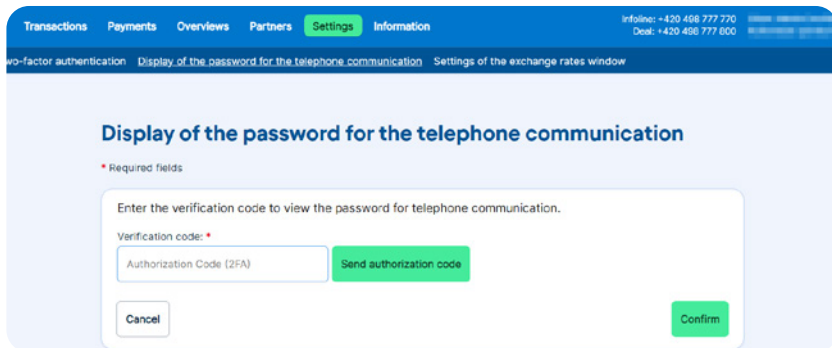 Transactions Payments Overviews Partners Settings Information
Infoline: +420 498 777 770
Deal: +420 498 777 800
wo-factor authentication Display of the password for the telephone communication Settings of the exchange rates window
Display of the password for the telephone communication
* Required fields
Enter the verification code to view the password for telephone communication.
Verification code: *
Authorization Code (2FA) Send authorization code
Cancel Confirm